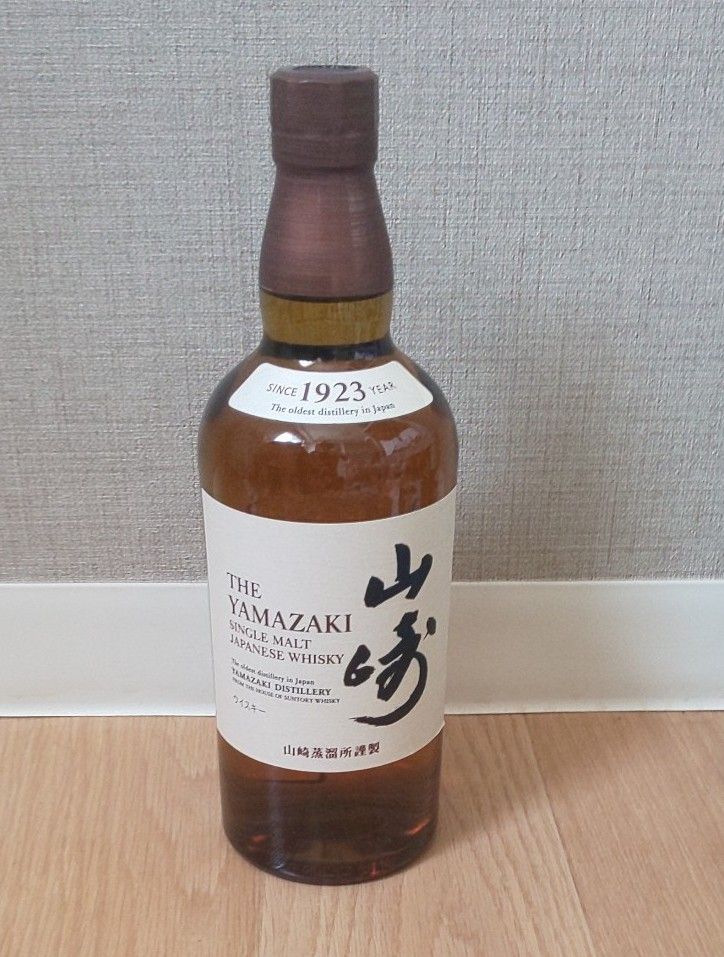 SINCE 1923 YEAR
The oldest distillery in Japan
THE
YAMAZAKI
SINGLE MALT
JAPANESE WHISKY
The oldest distillery in Japan
YAMAZAKI DISTILLERY
FROM THE HOUSE OF SUNTORY WHISKY
ウイスキー
山崎
山崎蒸溜所謹製